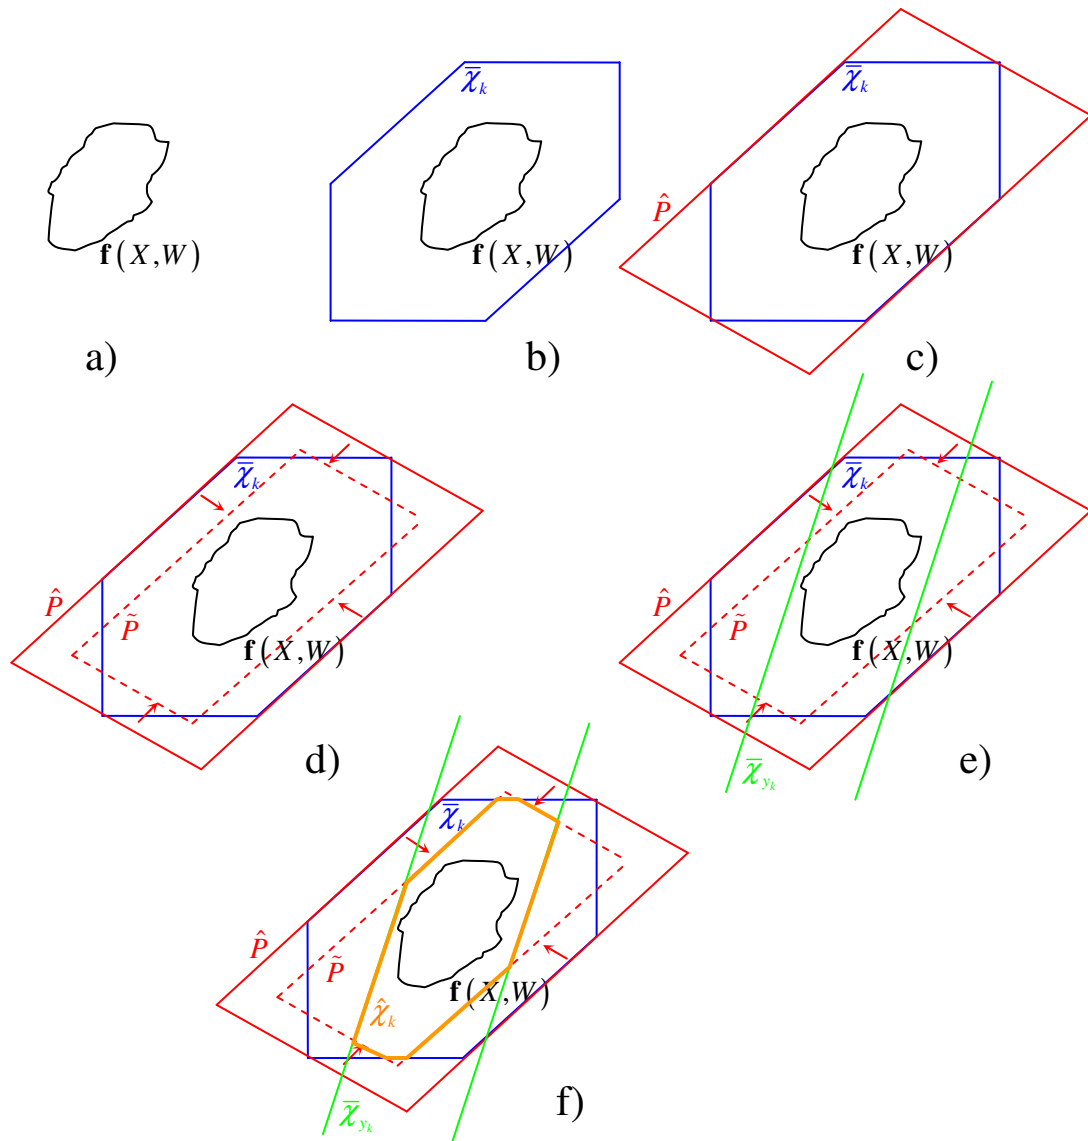 χ̅ₖ
χ̅ₖ
P̂
f(X,W)
f(X,W)
f(X,W)
a)
b)
c)
χ̅ₖ
χ̅ₖ
P̂
P̃
P̂
P̃
f(X,W)
f(X,W)
d)
e)
χ̅_{yₖ}
χ̅ₖ
P̂
P̃
f(X,W)
χ̂ₖ
χ̅_{yₖ}
f)